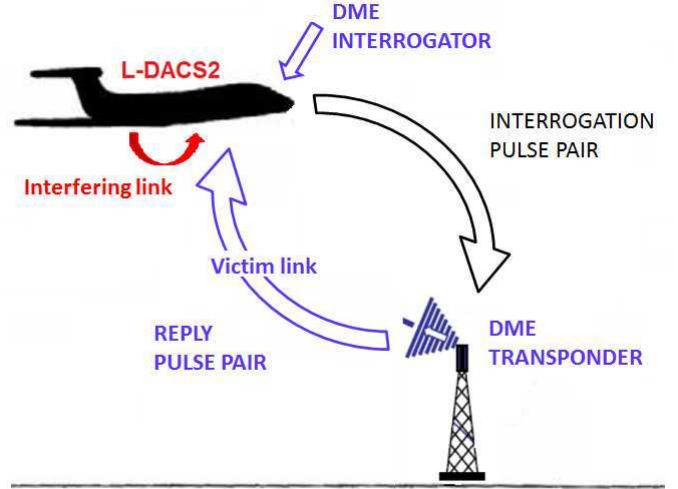 DME
INTERROGATOR
L-DACS2
INTERROGATION
PULSE PAIR
Interfering link
Victim link
REPLY
PULSE PAIR
DME
TRANSPONDER